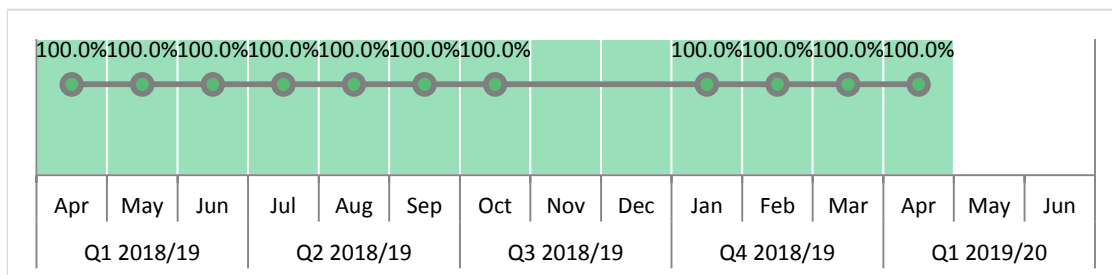 100.0% 100.0% 100.0% 100.0% 100.0% 100.0% 100.0% 100.0% 100.0% 100.0% 100.0%
Apr May Jun Jul Aug Sep Oct Nov Dec Jan Feb Mar Apr May Jun
Q1 2018/19 Q2 2018/19 Q3 2018/19 Q4 2018/19 Q1 2019/20